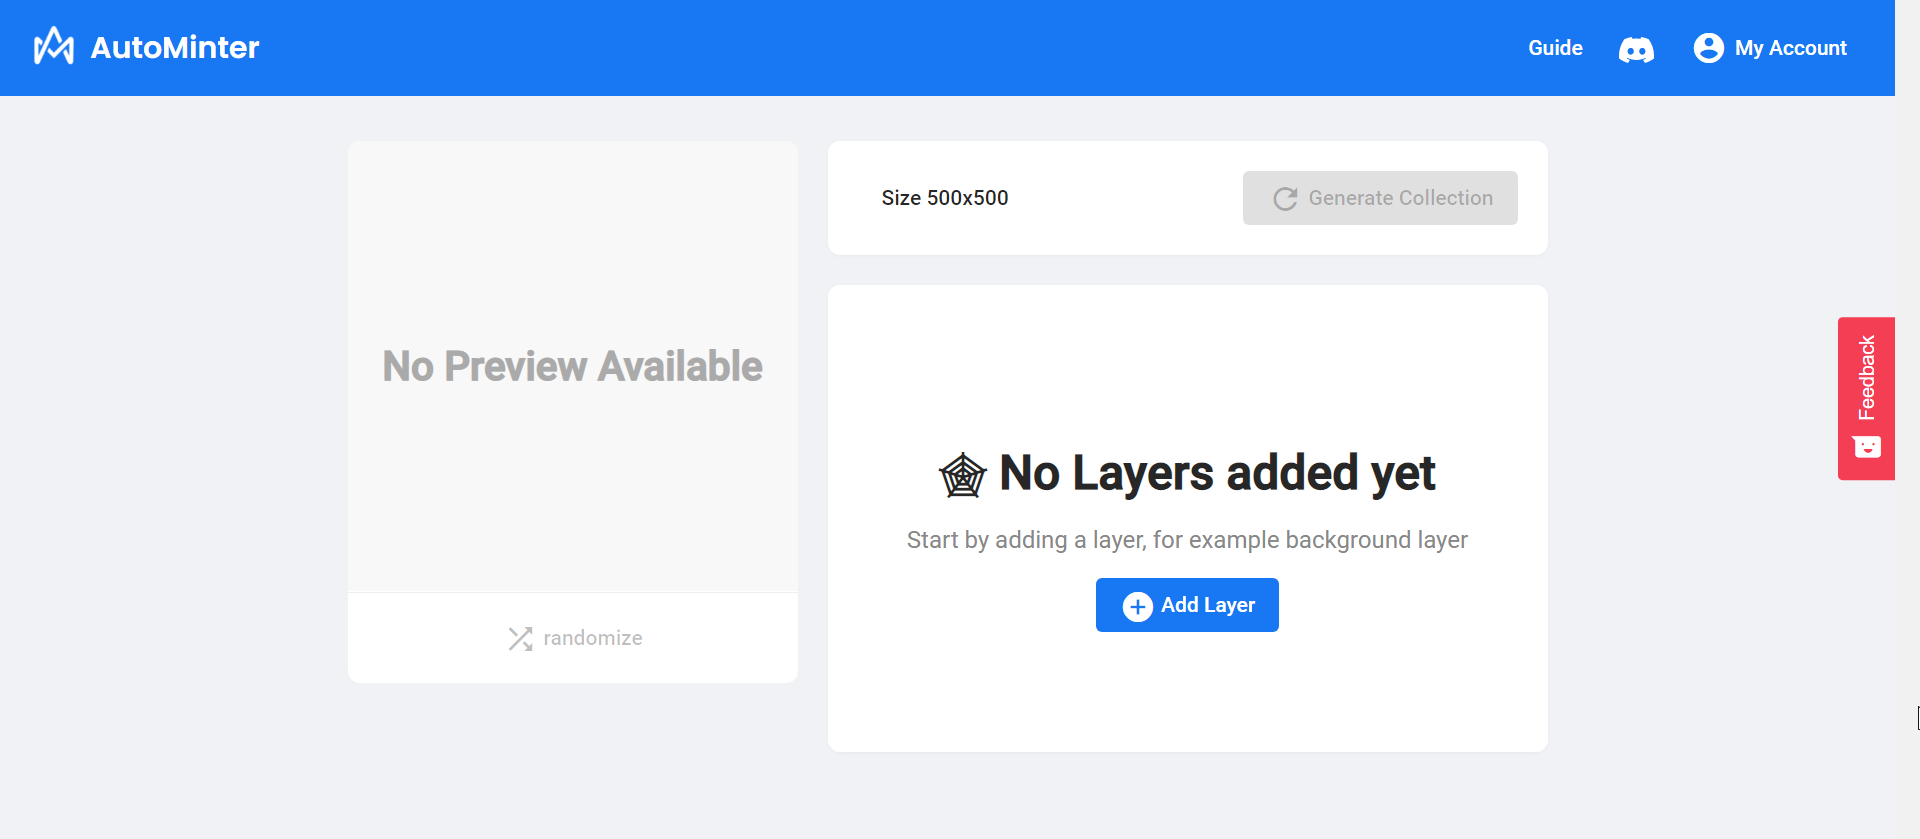 AutoMinter
Guide
My Account
No Preview Available
randomize
Size 500x500
Generate Collection
No Layers added yet
Start by adding a layer, for example background layer
Add Layer
Feedback